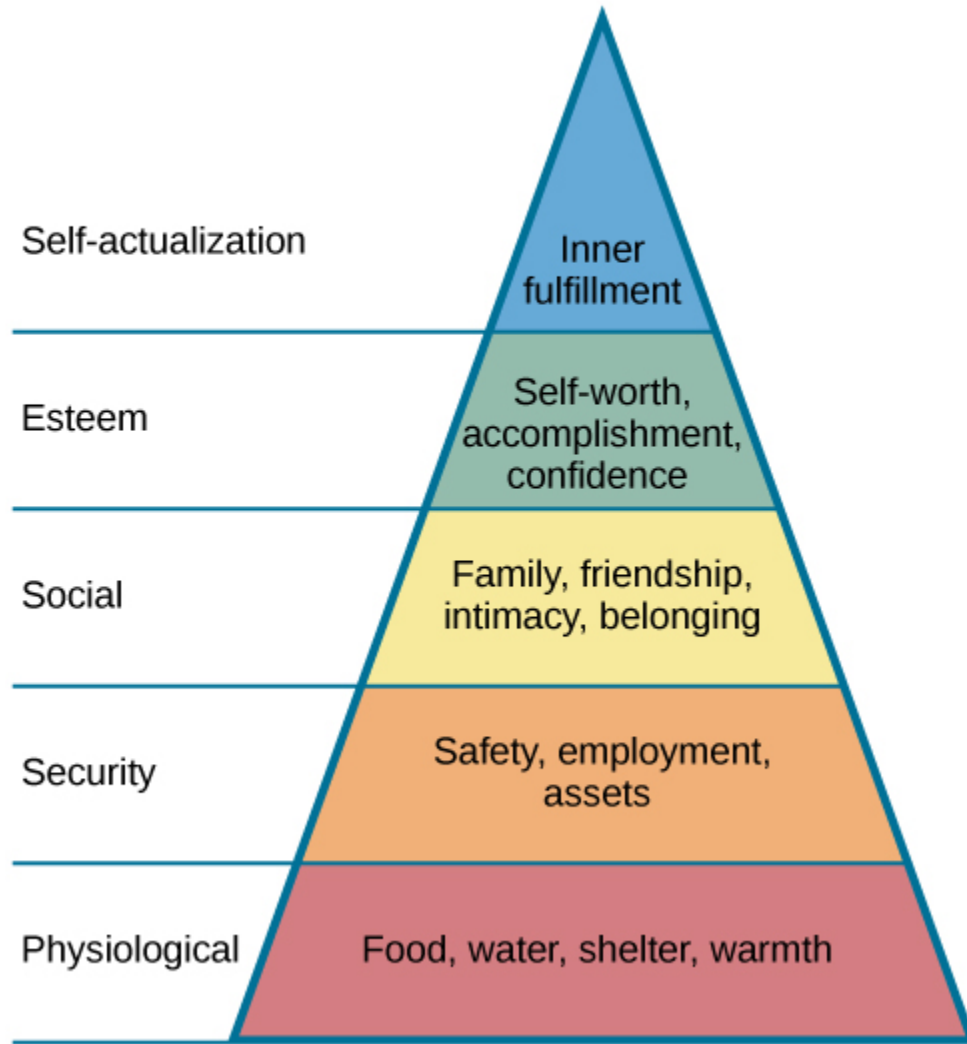 Self-actualization
Inner
fulfillment
Esteem
Self-worth,
accomplishment,
confidence
Social
Family, friendship,
intimacy, belonging
Security
Safety, employment,
assets
Physiological
Food, water, shelter, warmth